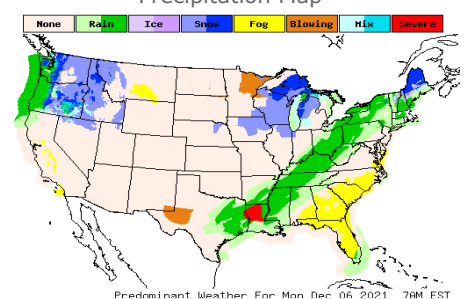 Precipitation Map
None Rain Ice Snow Fog Blowing Mix Severe
Predominant Weather For Mon Dec 06 2021 7AM EST